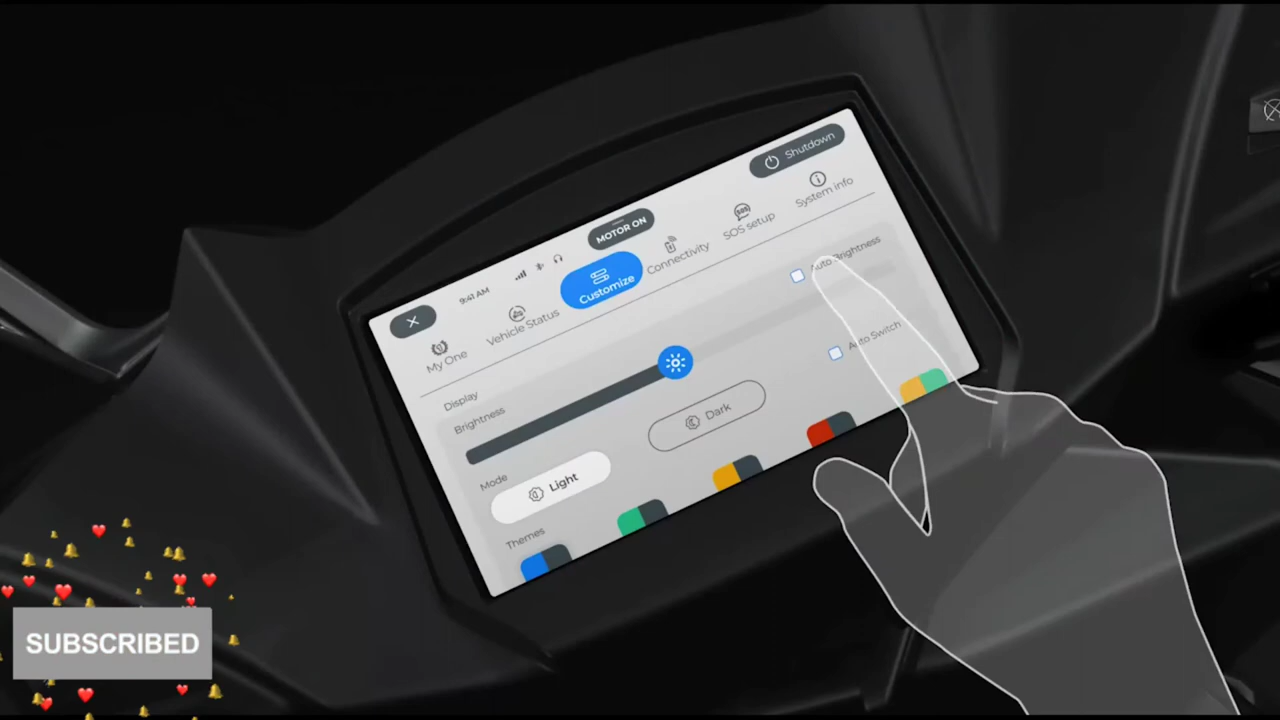 Shutdown
MOTOR ON
9:41 AM
My One
Vehicle Status
Customize
Connectivity
SOS setup
SOS
System info
Display
Brightness
Auto Brightness
Mode
Light
Dark
Auto Switch
Themes
SUBSCRIBED